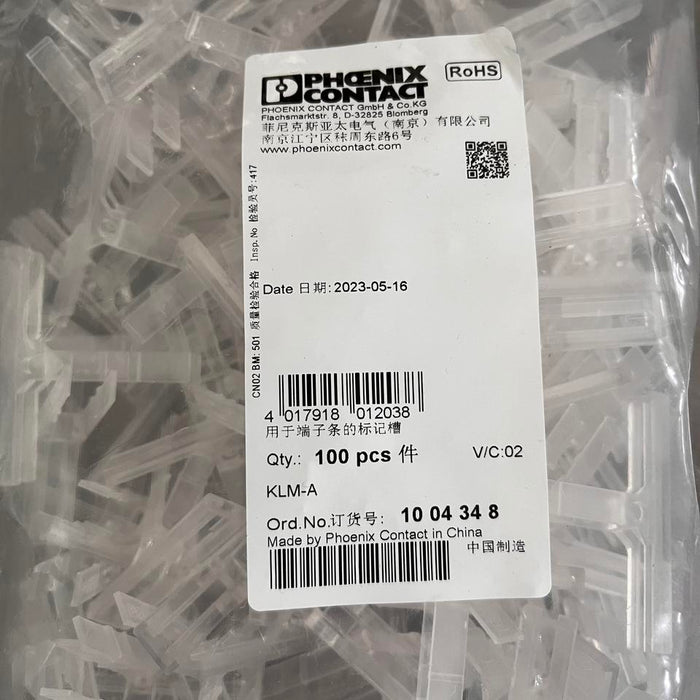 PHŒNIX
CONTACT
RoHS
PHOENIX CONTACT GmbH & Co.KG
Flachsmarktstr. 8, D-32825 Blomberg
菲尼克斯亚太电气（南京）有限公司
南京江宁区秣周东路6号
www.phoenixcontact.com
CN02 BM: 501 质量检验合格 Insp.No 检验员号:417
Date 日期: 2023-05-16
4 017918 012038
用于端子条的标记槽
Qty.: 100 pcs 件
V/C:02
KLM-A
Ord.No.订货号: 10 04 34 8
Made by Phoenix Contact in China
中国制造